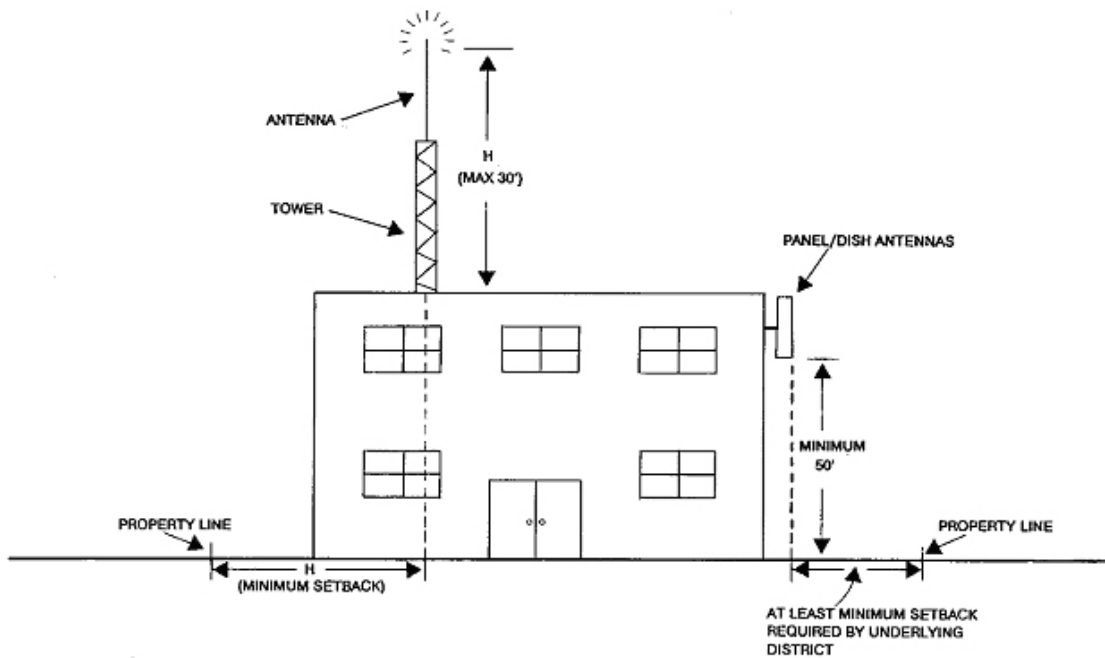 ANTENNA
H
(MAX 30')
TOWER
PANEL/DISH ANTENNAS
MINIMUM
50'
PROPERTY LINE
PROPERTY LINE
H
(MINIMUM SETBACK)
AT LEAST MINIMUM SETBACK
REQUIRED BY UNDERLYING
DISTRICT